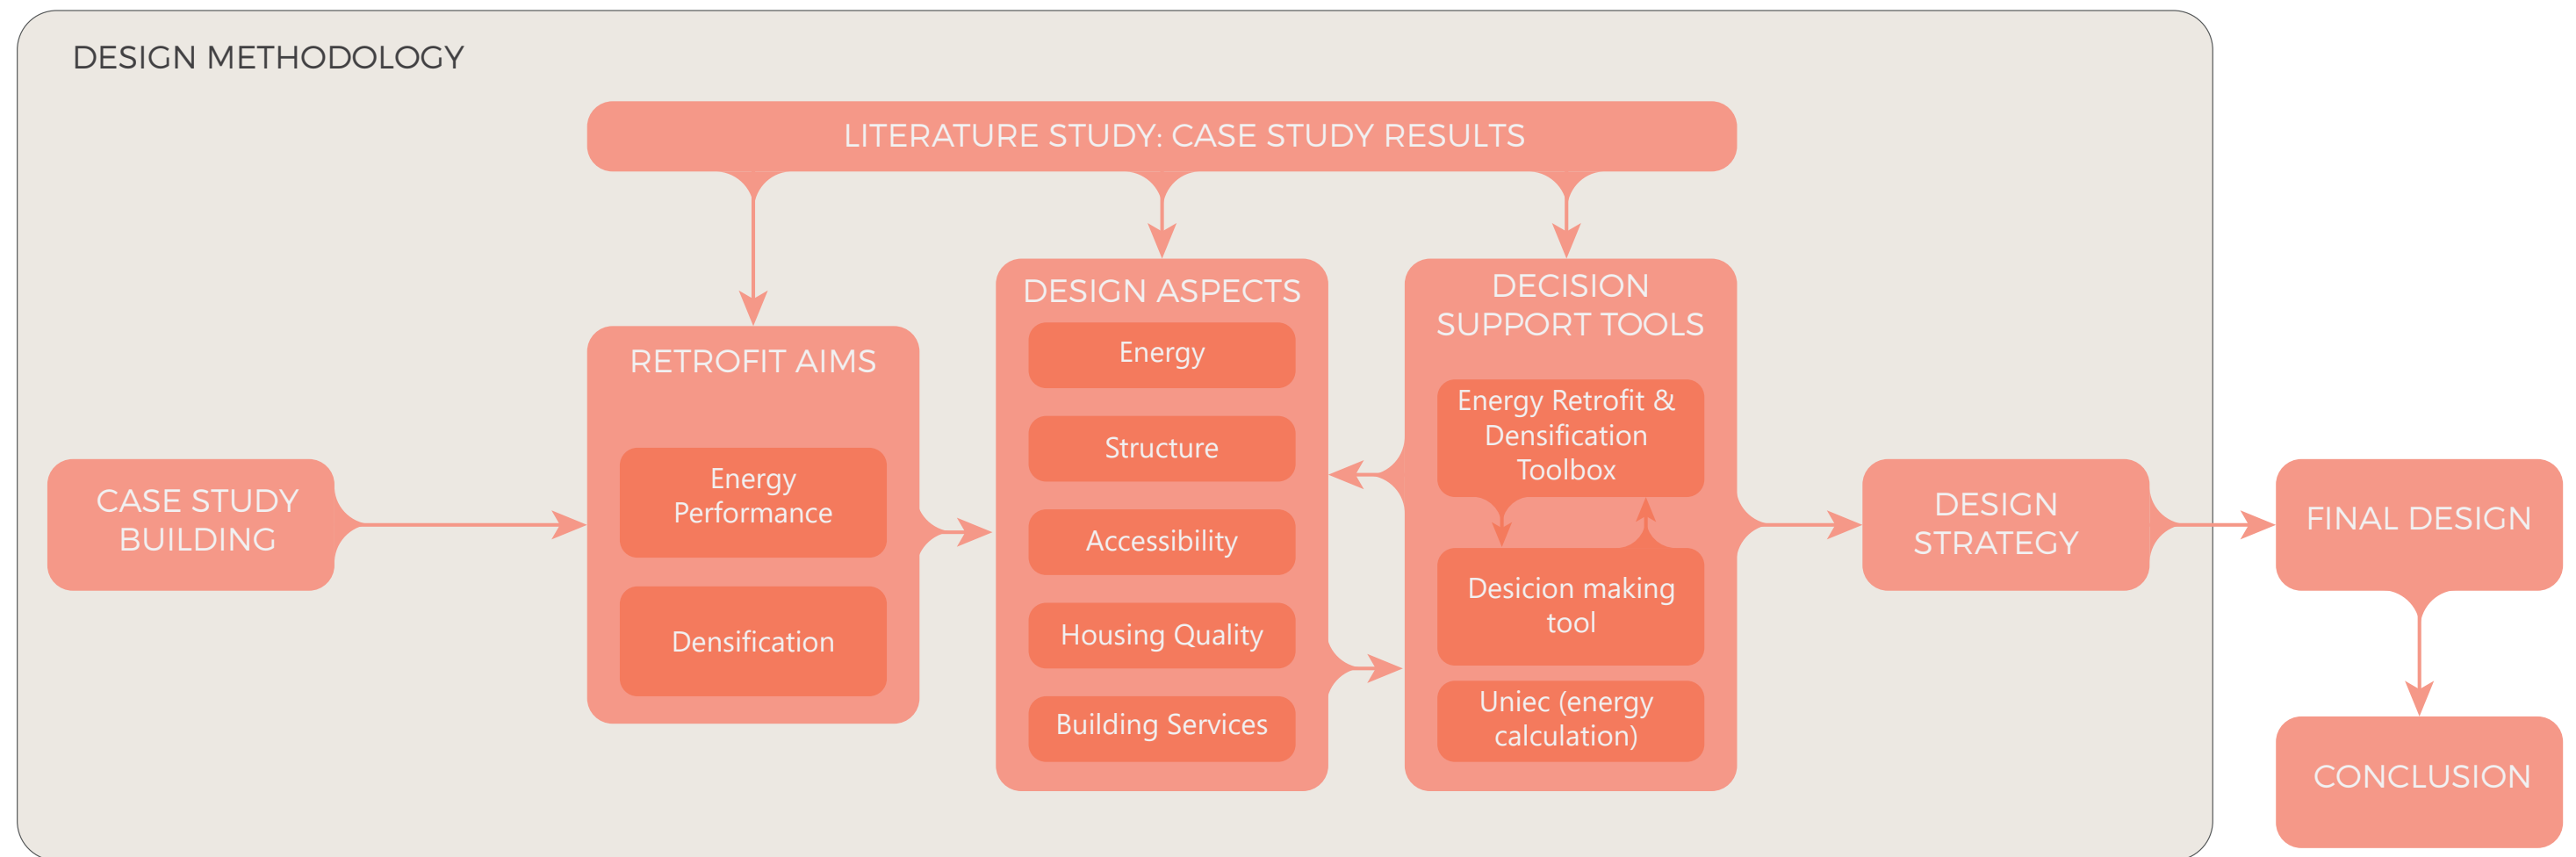 DESIGN METHODOLOGY
LITERATURE STUDY: CASE STUDY RESULTS
CASE STUDY
BUILDING
RETROFIT AIMS
Energy
Performance
Densification
DESIGN ASPECTS
Energy
Structure
Accessibility
Housing Quality
Building Services
DECISION
SUPPORT TOOLS
Energy Retrofit &
Densification
Toolbox
Desicion making
tool
Uniec (energy
calculation)
DESIGN
STRATEGY
FINAL DESIGN
CONCLUSION